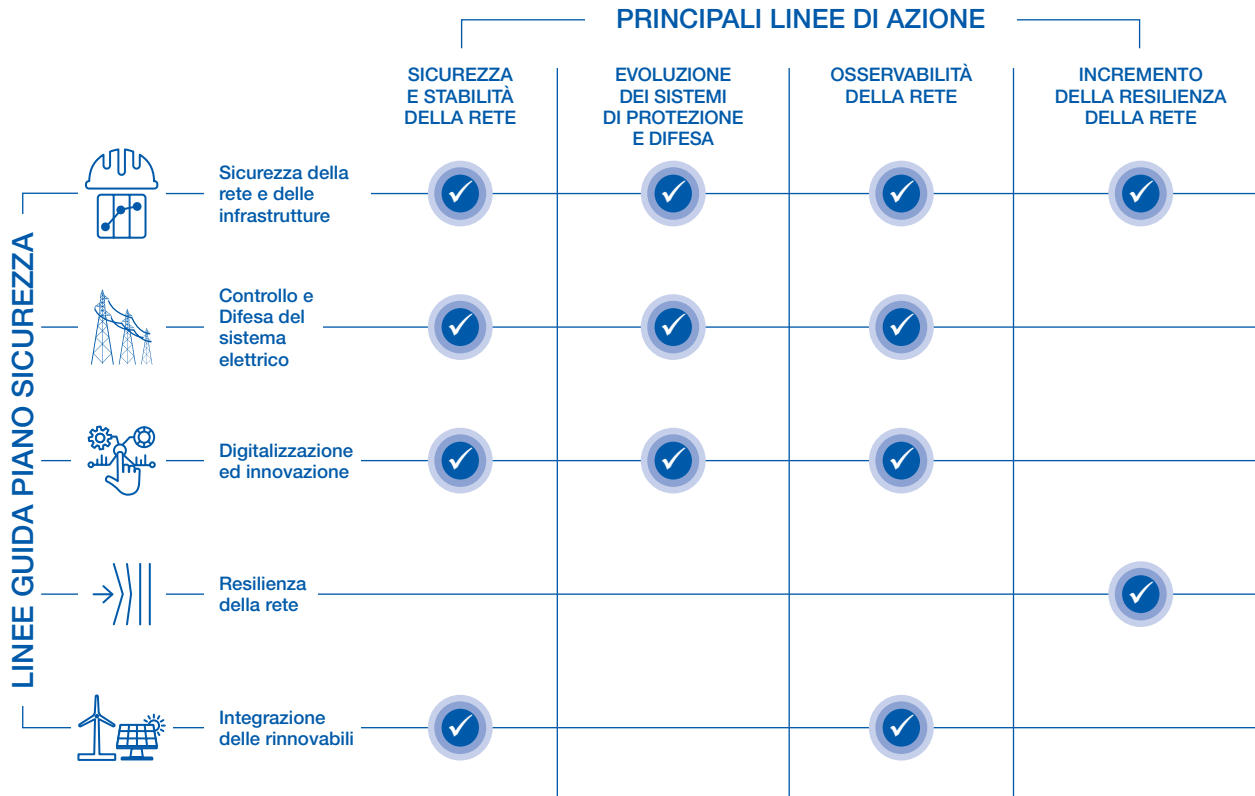 PRINCIPALI LINEE DI AZIONE
SICUREZZA
E STABILITÀ
DELLA RETE
EVOLUZIONE
DEI SISTEMI
DI PROTEZIONE
E DIFESA
OSSERVABILITÀ
DELLA RETE
INCREMENTO
DELLA RESILIENZA
DELLA RETE
LINEE GUIDA PIANO SICUREZZA
Sicurezza della
rete e delle
infrastrutture
Controllo e
Difesa del
sistema
elettrico
Digitalizzazione
ed innovazione
Resilienza
della rete
Integrazione
delle rinnovabili